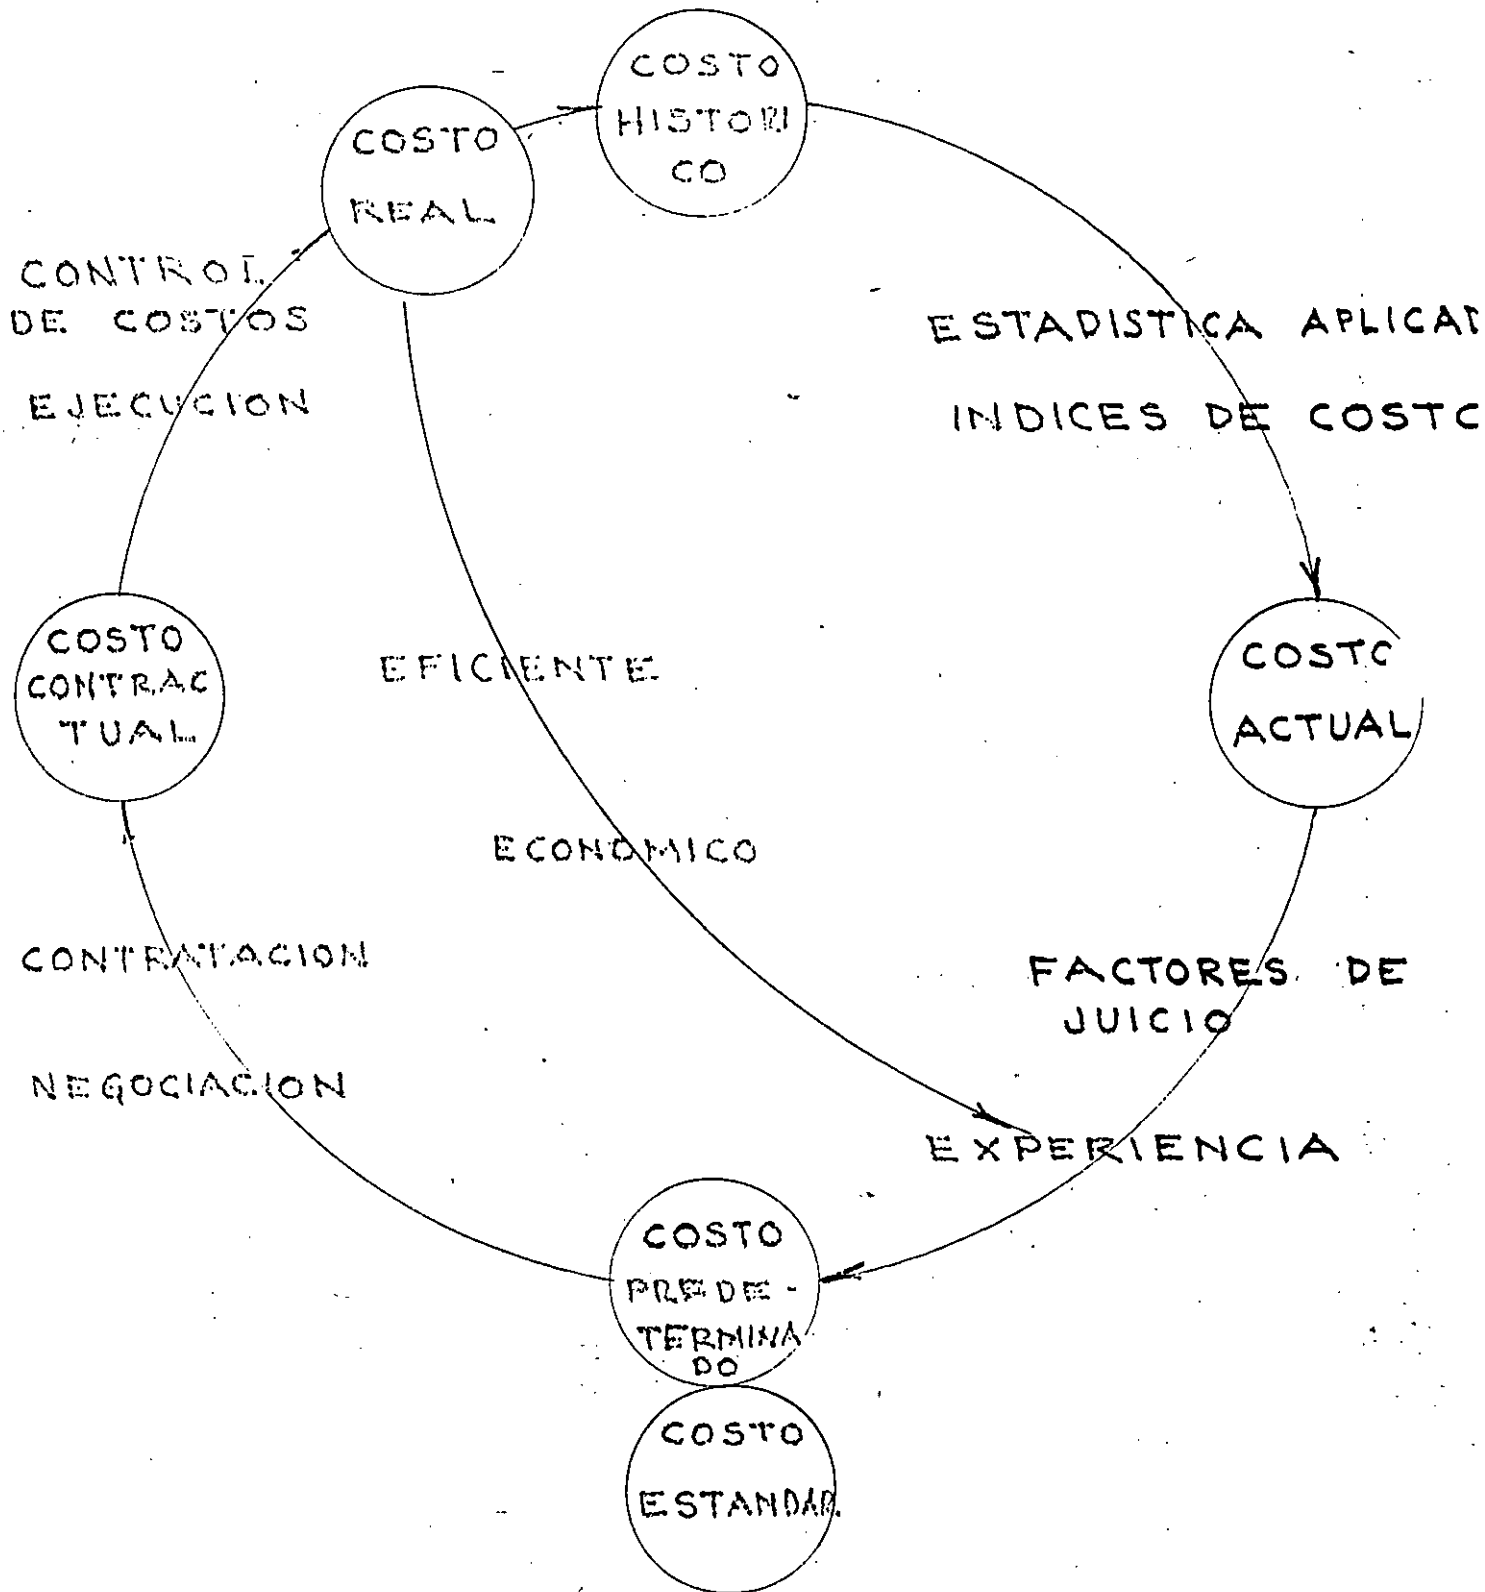 COSTO
HISTORI
CO
COSTO
REAL
CONTROL
DE COSTOS
EJECUCION
ESTADISTICA APLICAD
INDICES DE COSTO
COSTO
CONTRAC
TUAL
EFICIENTE
COSTO
ACTUAL
ECONOMICO
CONTRATACION
NEGOCIACION
FACTORES DE
JUICIO
EXPERIENCIA
COSTO
PREDE-
TERMINA
DO
COSTO
ESTANDAR.